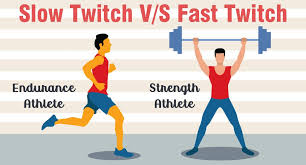 Slow Twitch V/S Fast Twitch
Endurance
Athlete
Strength
Athlete